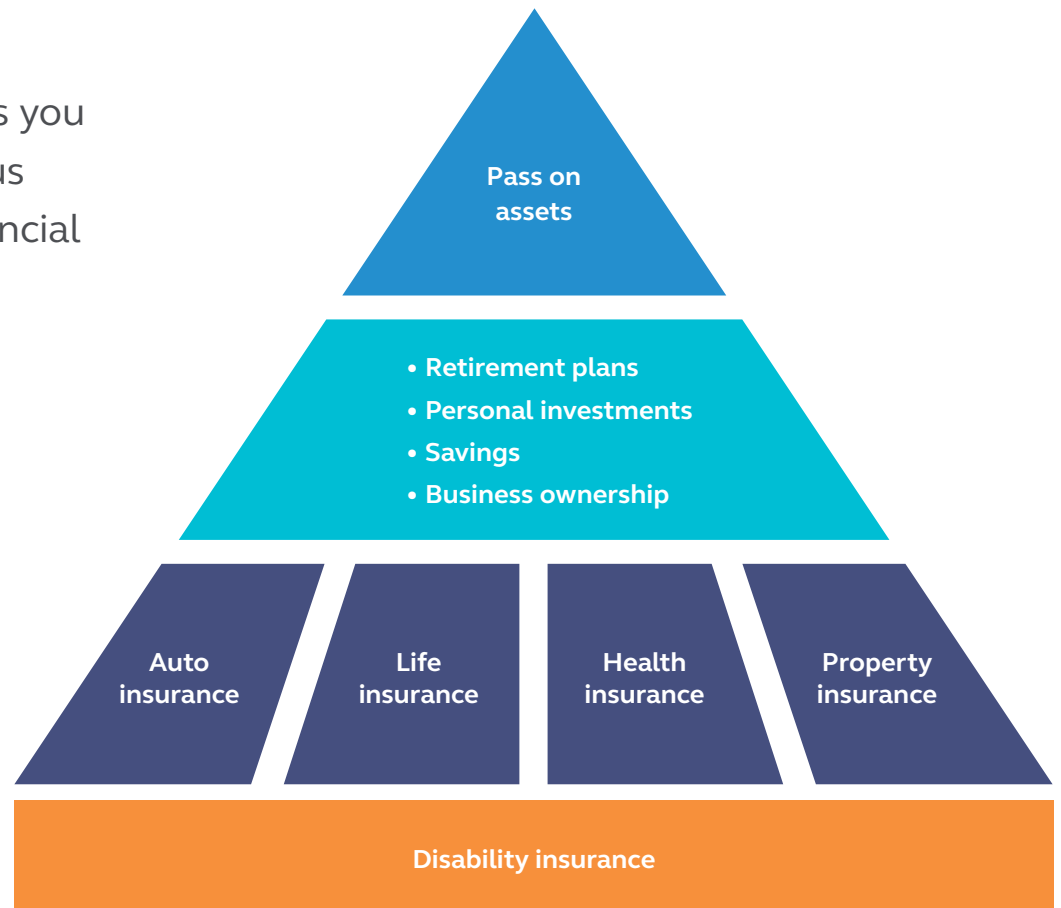 s you
us
ncial
Pass on
assets
• Retirement plans
• Personal investments
• Savings
• Business ownership
Auto
insurance
Life
insurance
Health
insurance
Property
insurance
Disability insurance